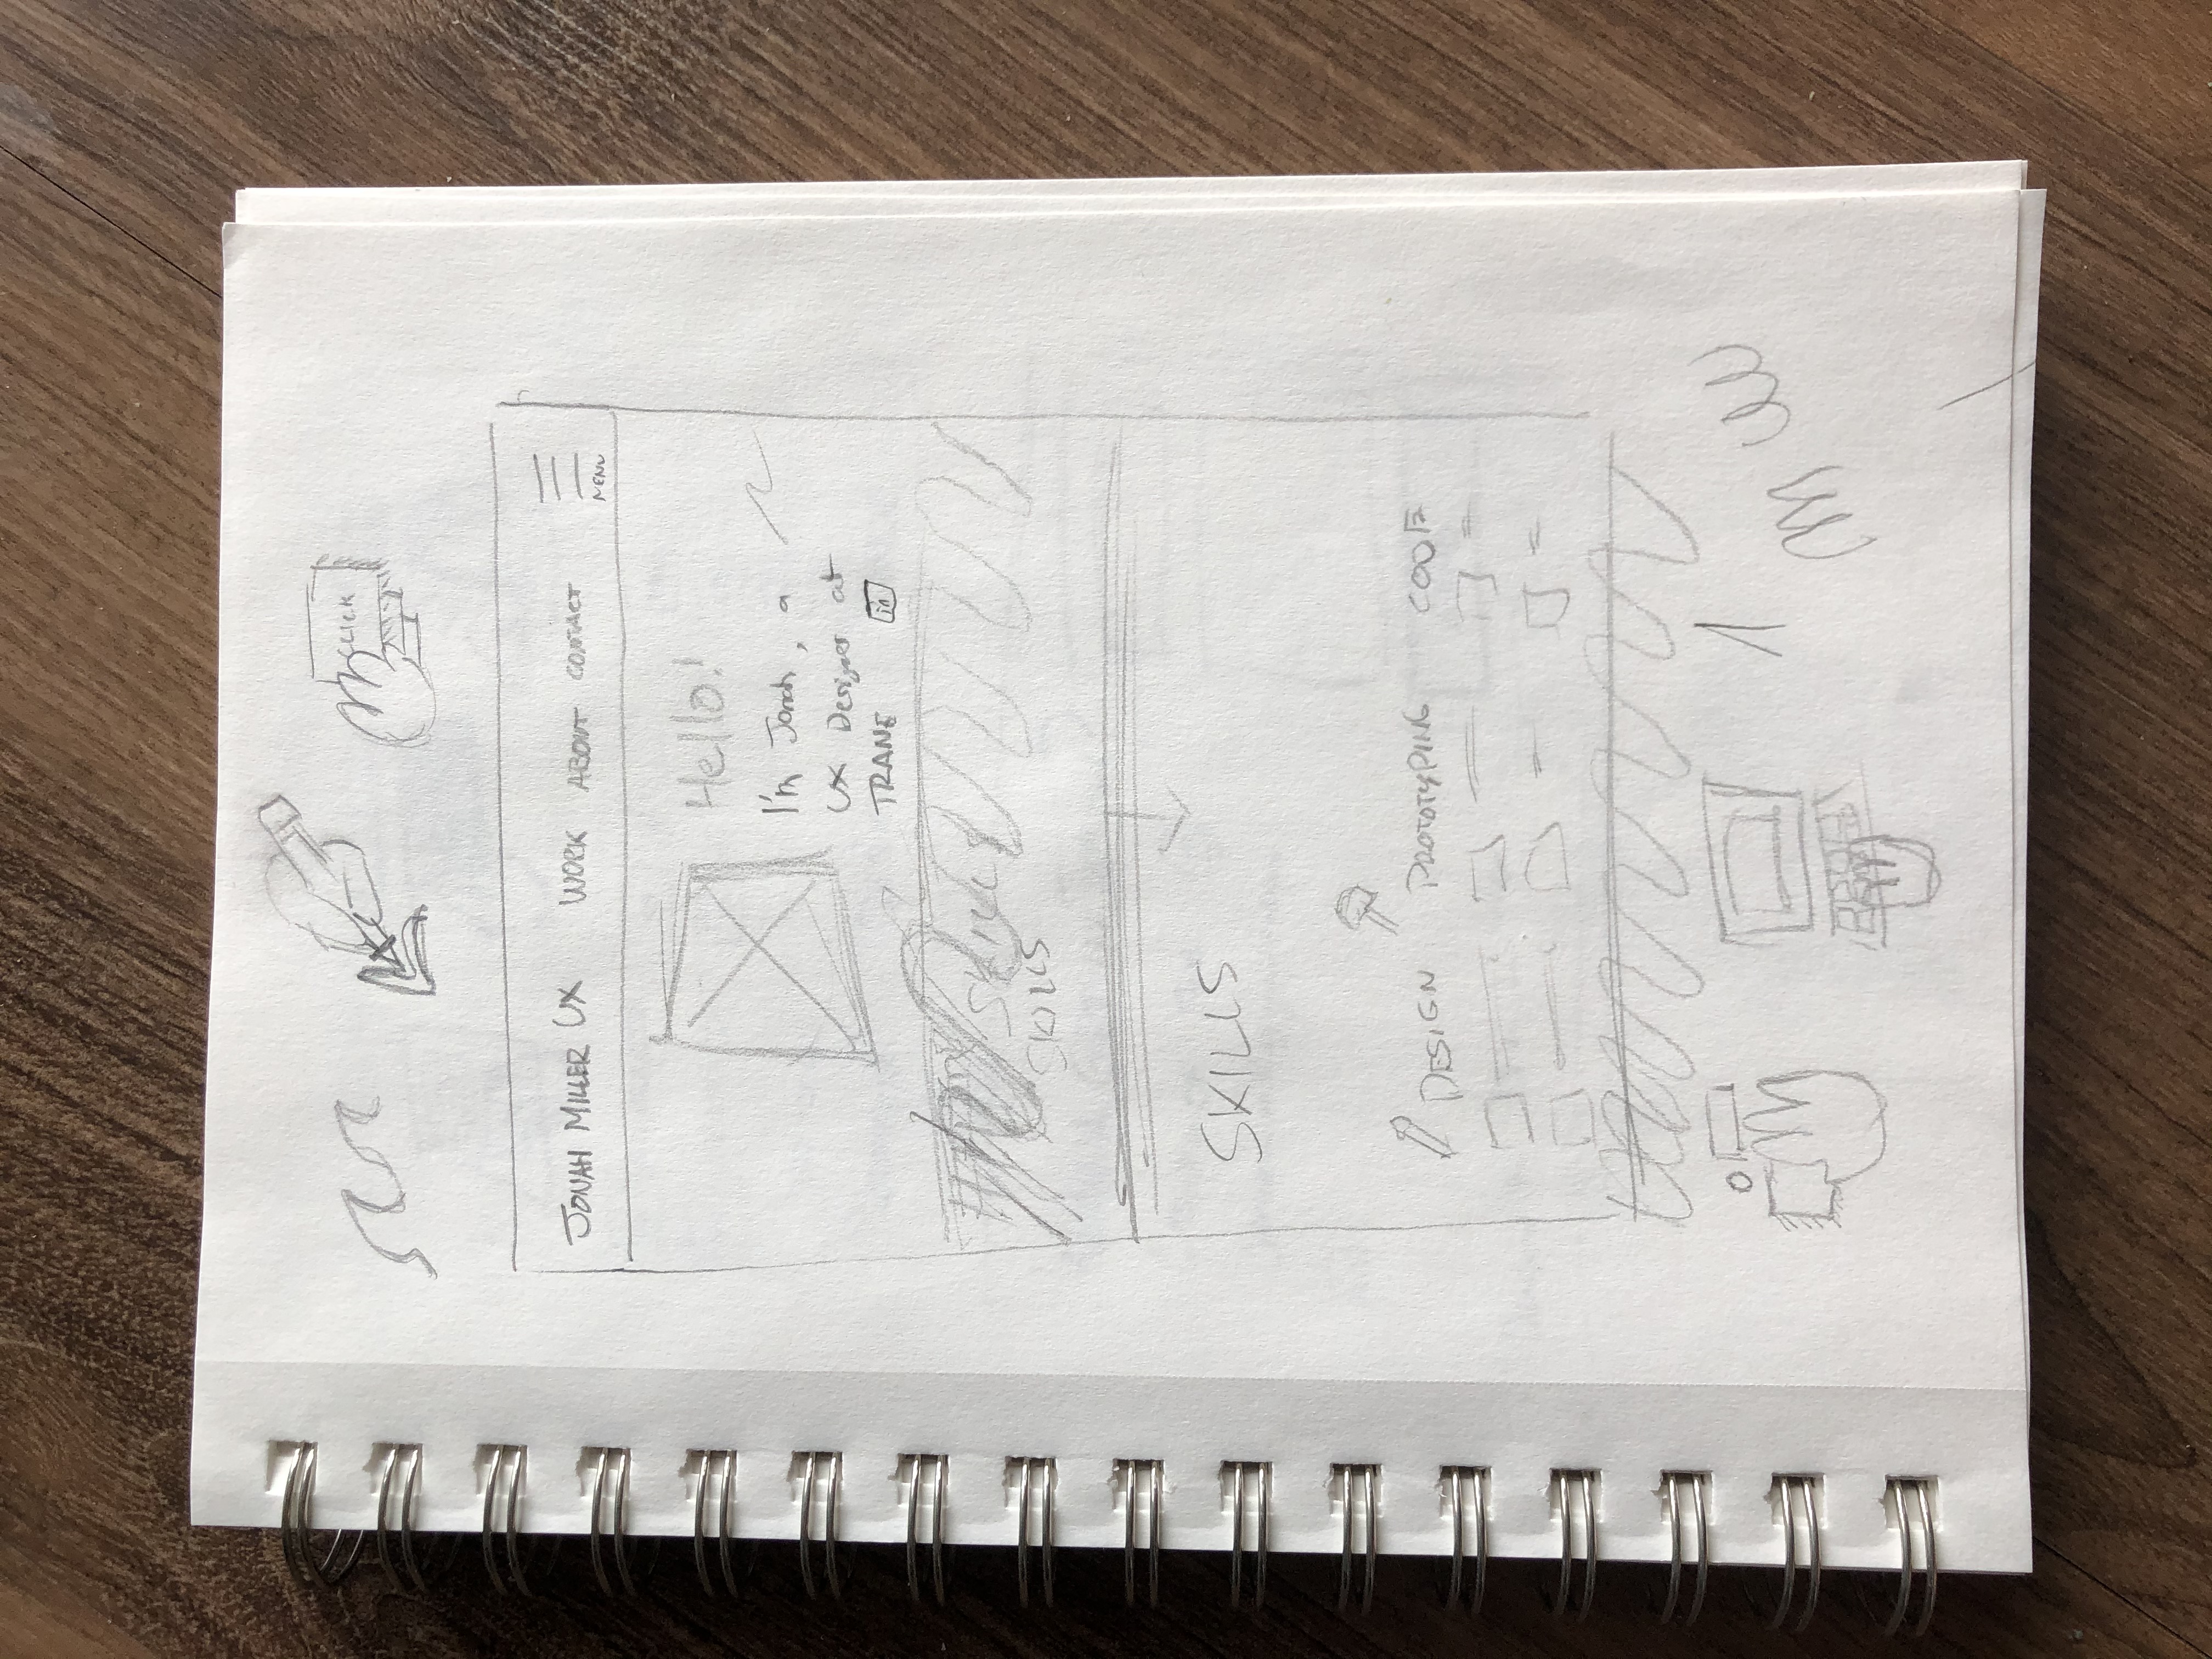 CLICK
JONAH MILLER UX WORK ABOUT CONTACT
MENU
Hello!
I'm Jonah, a
UX Designer at
TRANE in
SKILLS
SKILLS
SKILLS
DESIGN PROTOTYPING CODE